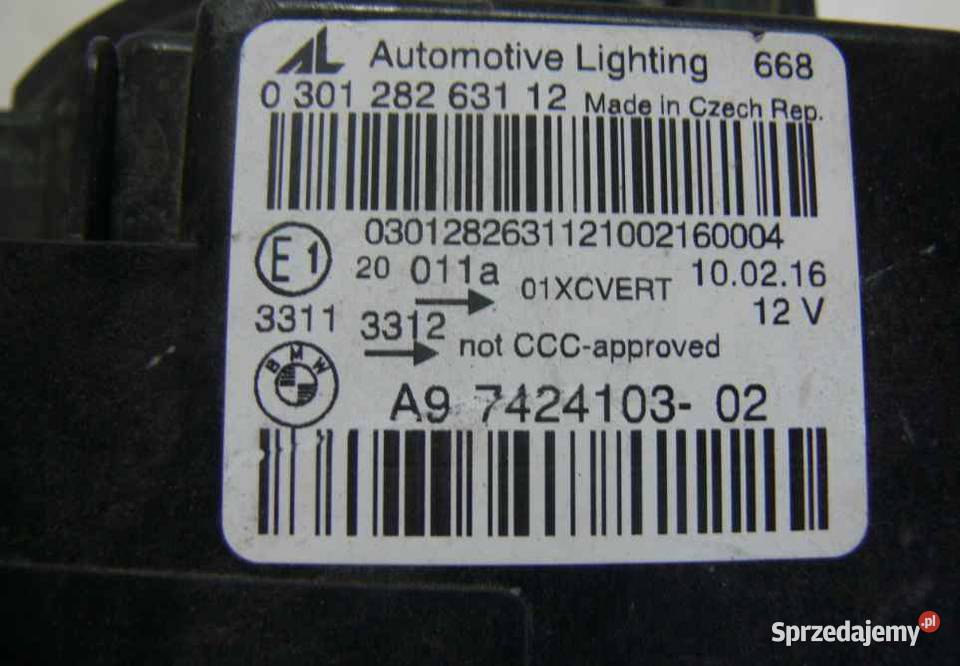 AL Automotive Lighting 668
0 301 282 631 12 Made in Czech Rep.
0301282631121002160004
E1 20 011a 01XCVERT 10.02.16
3311 3312 12 V
not CCC-approved
BMW A9 7424103- 02
Sprzedajemy.pl